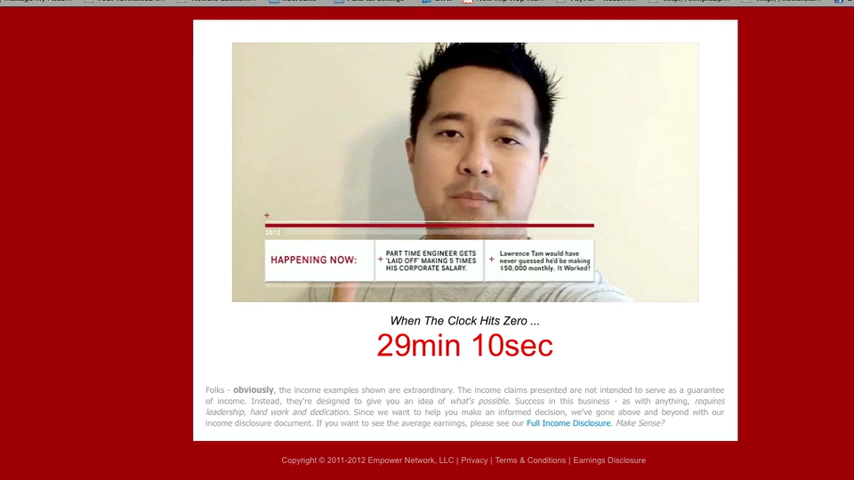 2011
HAPPENING NOW:
+ PART TIME ENGINEER GETS
'LAID OFF' MAKING 5 TIMES
HIS CORPORATE SALARY.
+ Lawrence Tam would have
never guessed he'd be making
$50,000 monthly. It Worked!
When The Clock Hits Zero ...
29min 10sec
Folks - obviously, the income examples shown are extraordinary. The income claims presented are not intended to serve as a guarantee
of income. Instead, they're designed to give you an idea of what's possible. Success in this business - as with anything, requires
leadership, hard work and dedication. Since we want to help you make an informed decision, we've gone above and beyond with our
income disclosure document. If you want to see the average earnings, please see our Full Income Disclosure. Make Sense?
Copyright © 2011-2012 Empower Network, LLC | Privacy | Terms & Conditions | Earnings Disclosure